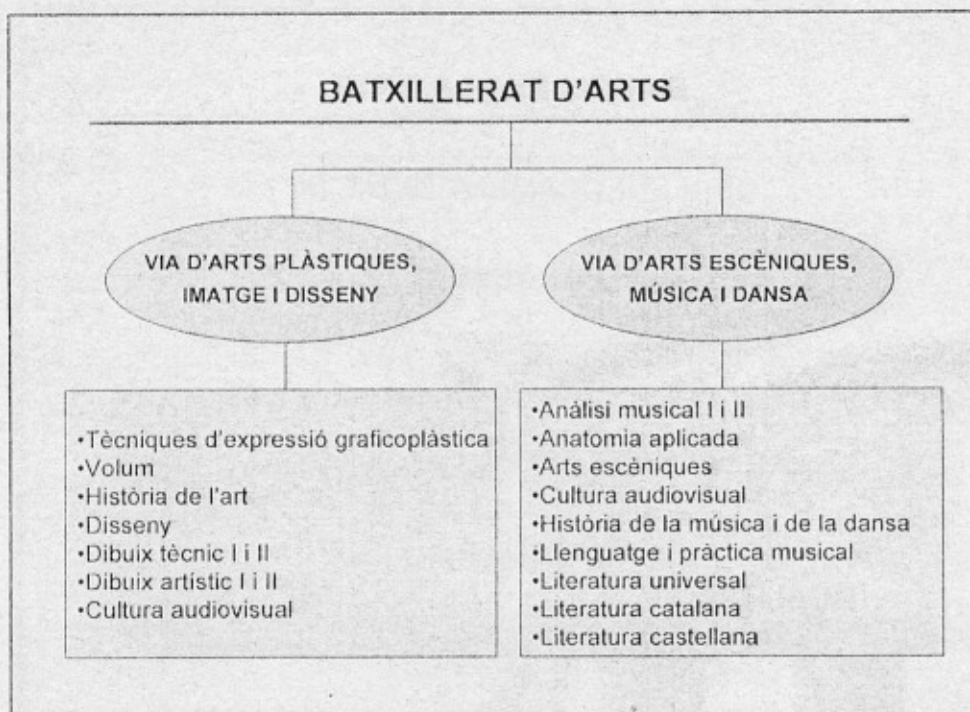 BATXILLERAT D'ARTS
VIA D'ARTS PLÀSTIQUES,
IMATGE I DISSENY
•Tècniques d'expressió graficoplàstica
•Volum
•Història de l'art
•Disseny
•Dibuix tècnic I i II
•Dibuix artístic I i II
•Cultura audiovisual
VIA D'ARTS ESCÈNIQUES,
MÚSICA I DANSA
•Anàlisi musical I i II
•Anatomia aplicada
•Arts escèniques
•Cultura audiovisual
•Història de la música i de la dansa
•Llenguatge i pràctica musical
•Literatura universal
•Literatura catalana
•Literatura castellana